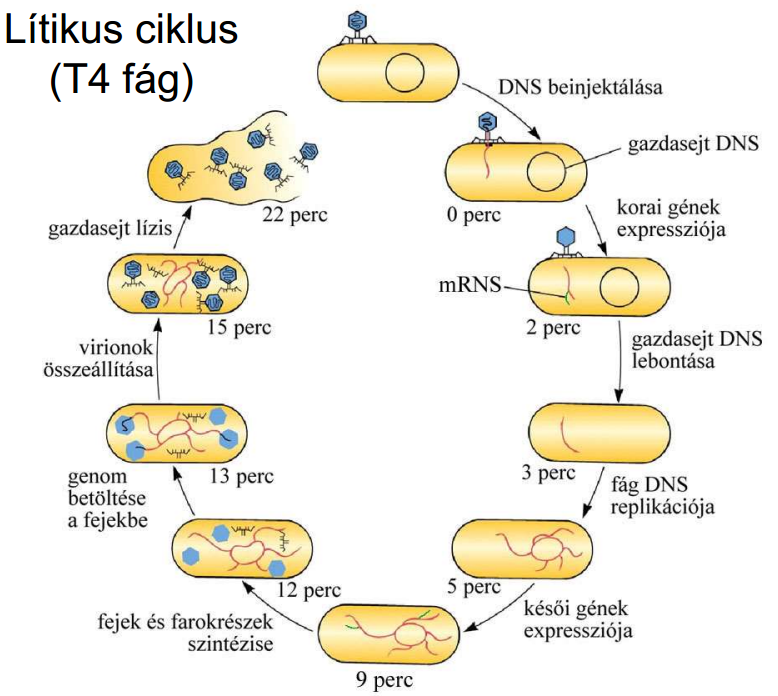 Lítikus ciklus
(T4 fág)
DNS beinjektálása
gazdasejt DNS
0 perc
korai gének
expressziója
mRNS
2 perc
gazdasejt DNS
lebontása
3 perc
fág DNS
replikációja
5 perc
késői gének
expressziója
9 perc
fejek és farokrészek
szintézise
12 perc
genom
betöltése
a fejekbe
13 perc
virionok
összeállítása
15 perc
gazdasejt lízis
22 perc